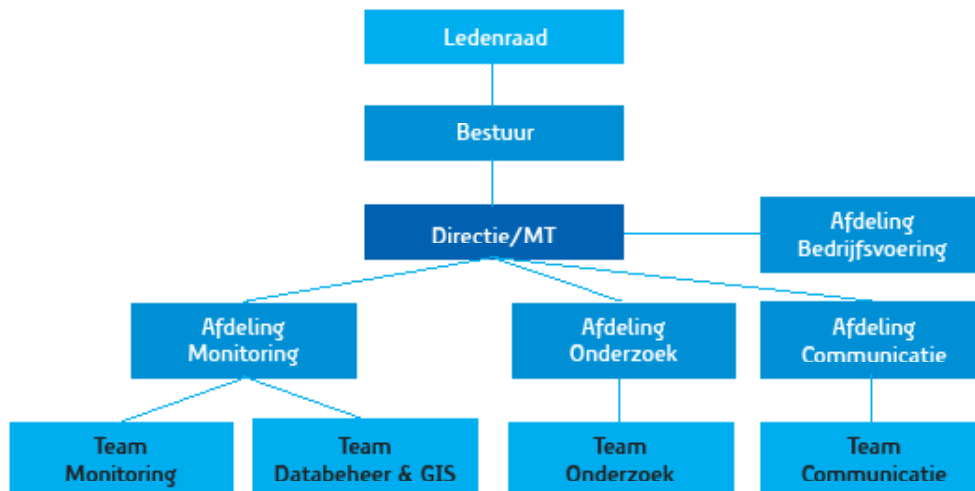 Ledenraad
Bestuur
Directie/MT
Afdeling
Bedrijfsvoering
Afdeling
Monitoring
Afdeling
Onderzoek
Afdeling
Communicatie
Team
Monitoring
Team
Databeheer & GIS
Team
Onderzoek
Team
Communicatie